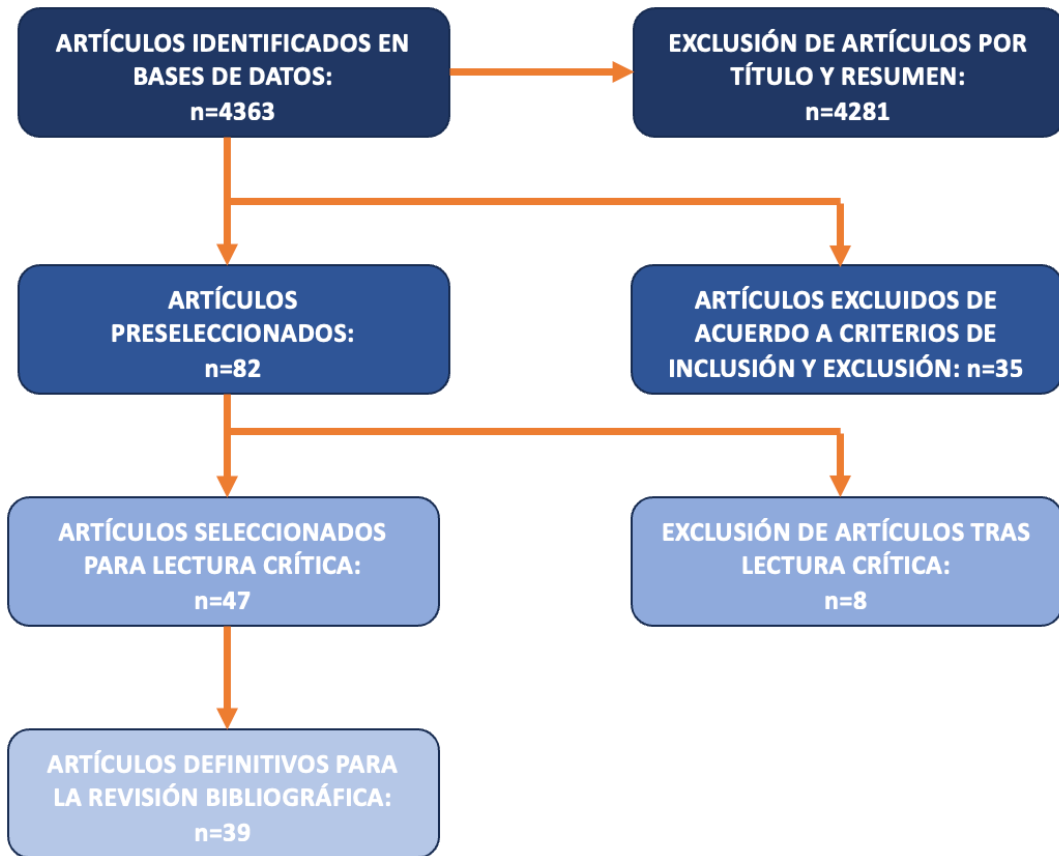 ARTÍCULOS IDENTIFICADOS EN
BASES DE DATOS:
n=4363
EXCLUSIÓN DE ARTÍCULOS POR
TÍTULO Y RESUMEN:
n=4281
ARTÍCULOS
PRESELECCIONADOS:
n=82
ARTÍCULOS EXCLUIDOS DE
ACUERDO A CRITERIOS DE
INCLUSIÓN Y EXCLUSIÓN: n=35
ARTÍCULOS SELECCIONADOS
PARA LECTURA CRÍTICA:
n=47
EXCLUSIÓN DE ARTÍCULOS TRAS
LECTURA CRÍTICA:
n=8
ARTÍCULOS DEFINITIVOS PARA
LA REVISIÓN BIBLIOGRÁFICA:
n=39